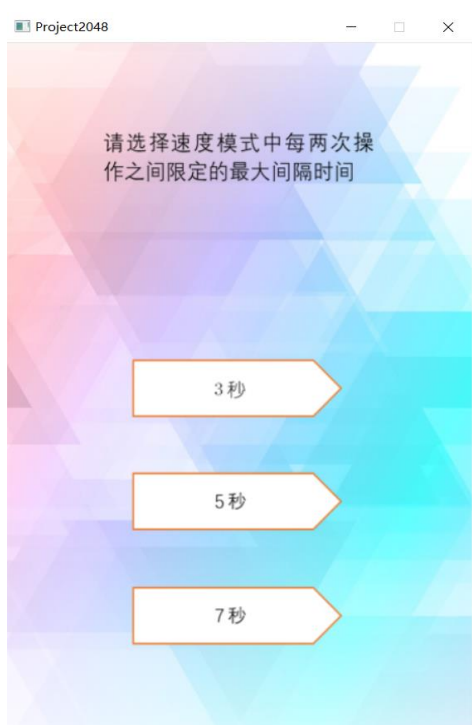 Project2048
请选择速度模式中每两次操
作之间限定的最大间隔时间
3秒
5秒
7秒